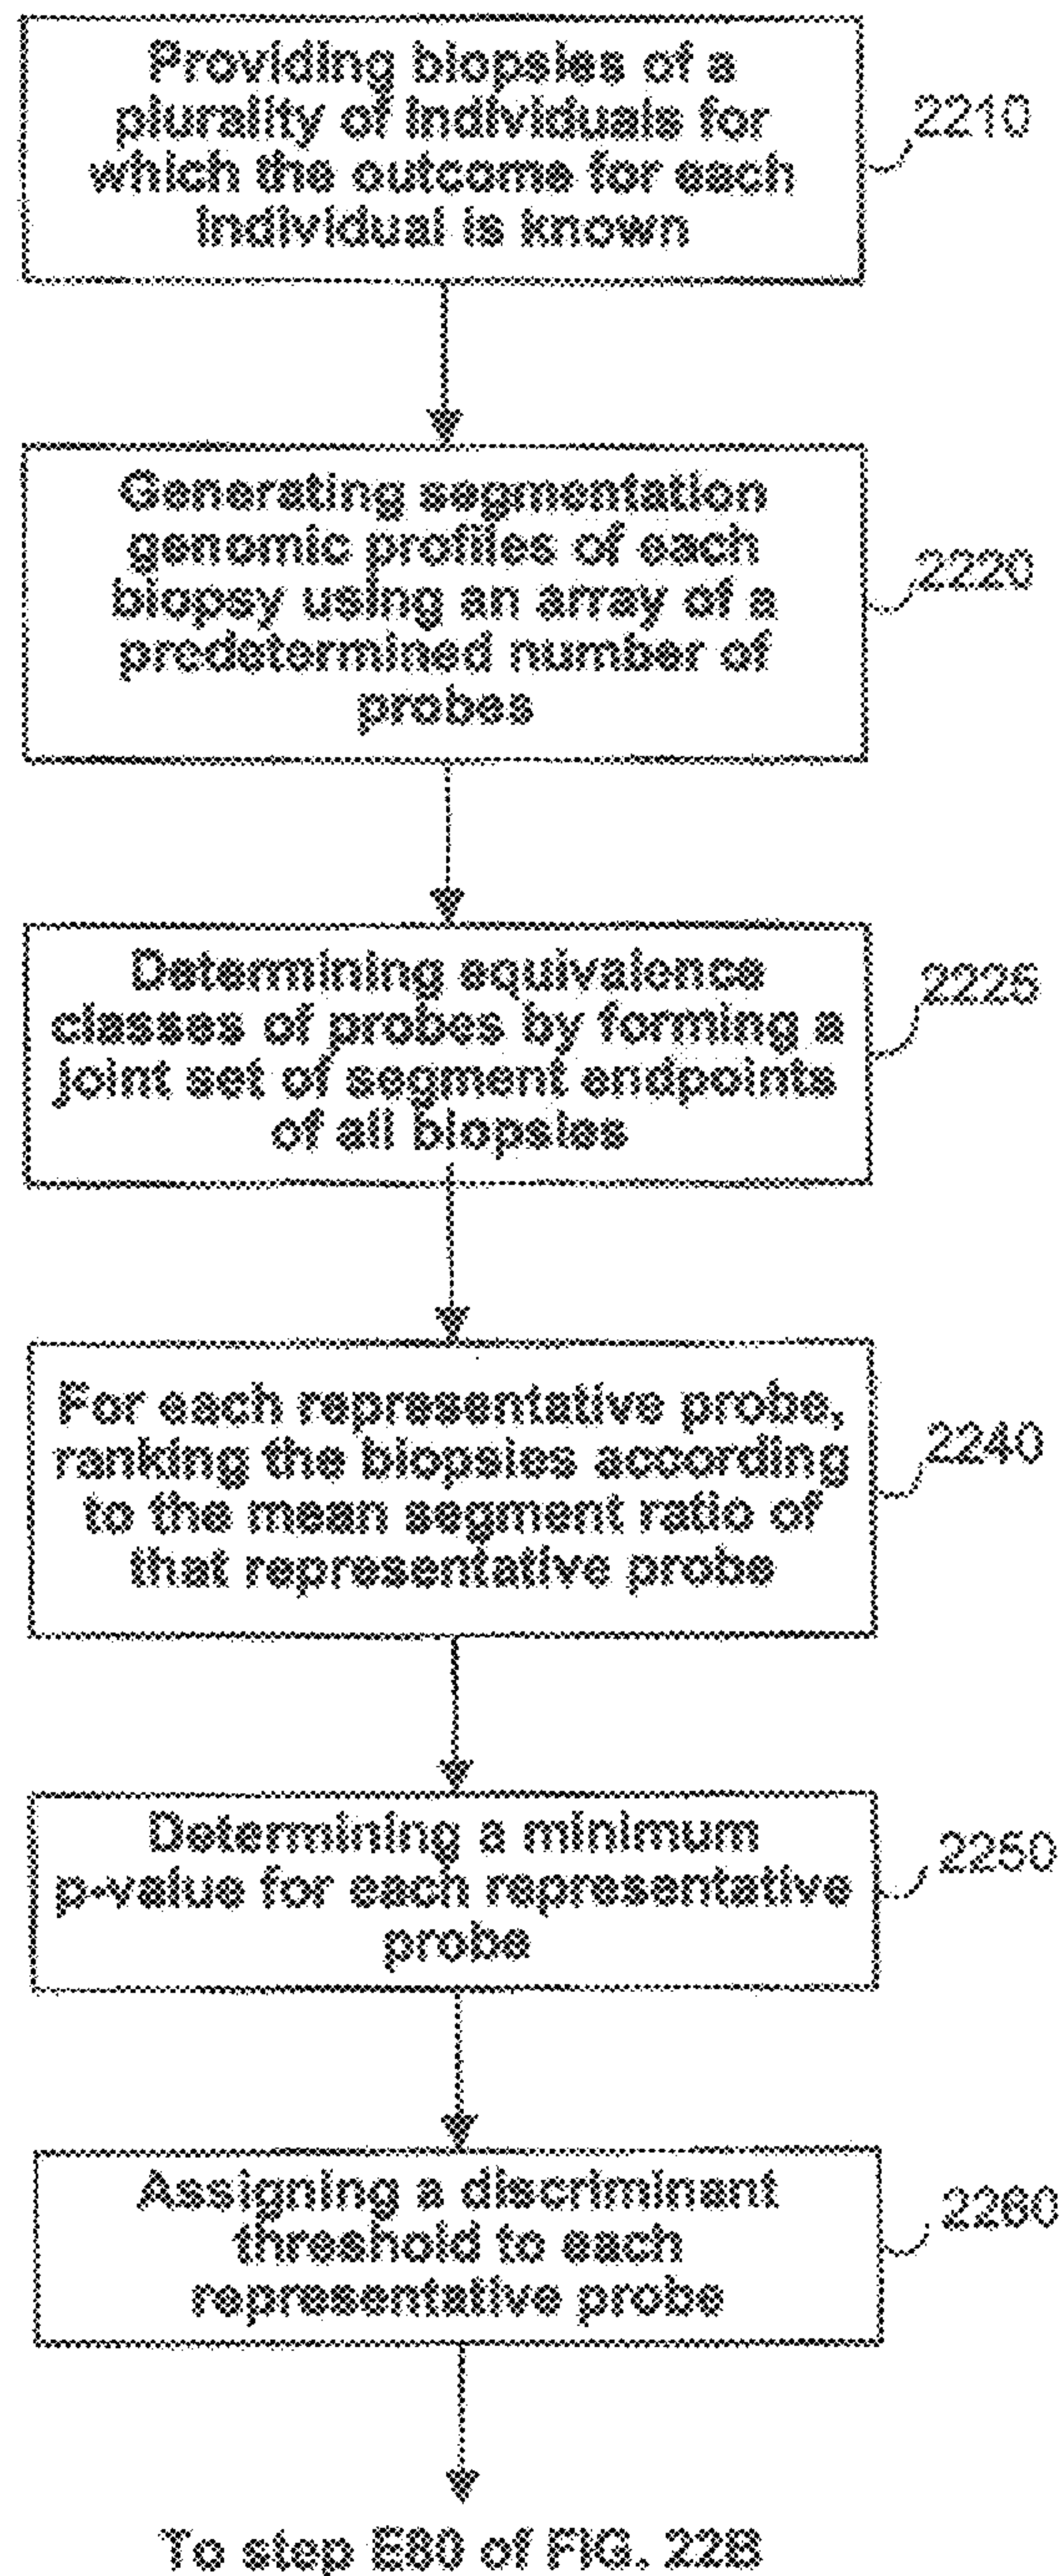 Providing biopsies of a
plurality of individuals for
which the outcome for each
individual is known
2210
Generating segmentation
genomic profiles of each
biopsy using an array of a
predetermined number of
probes
2220
Determining equivalence
classes of probes by forming a
joint set of segment endpoints
of all biopsies
2225
For each representative probe,
ranking the biopsies according
to the mean segment ratio of
that representative probe
2240
Determining a minimum
p-value for each representative
probe
2250
Assigning a discriminant
threshold to each
representative probe
2260
To step E80 of FIG. 22B